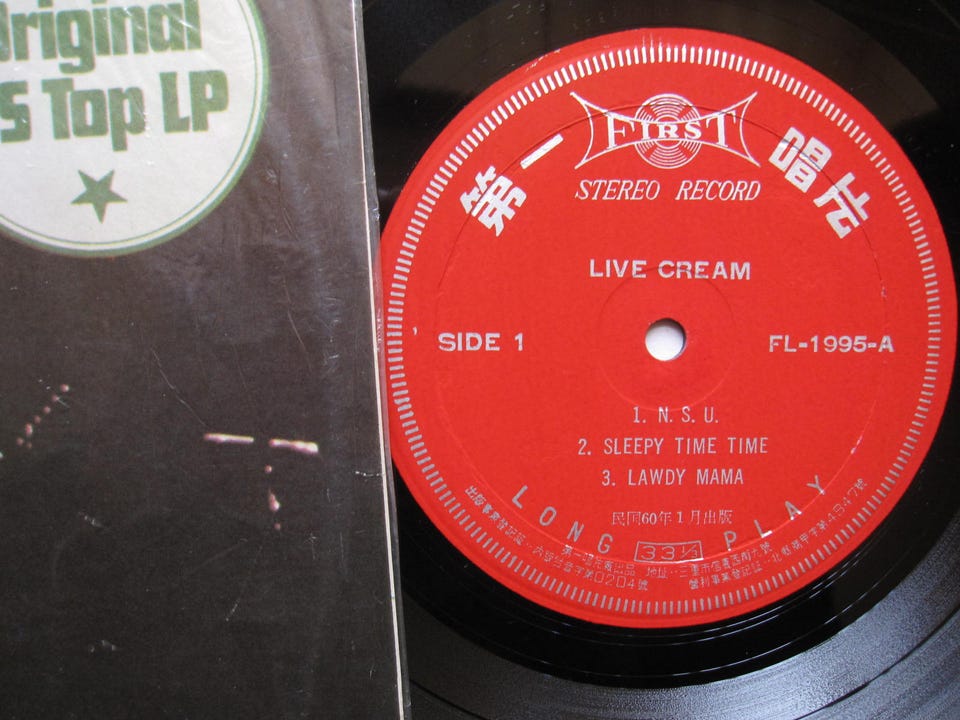 Original
S Top LP
FIRST
第一唱片
STEREO RECORD
LIVE CREAM
SIDE 1
FL-1995-A
1. N. S. U.
2. SLEEPY TIME TIME
3. LAWDY MAMA
民国60年1月出版
LONG 33⅓ PLAY